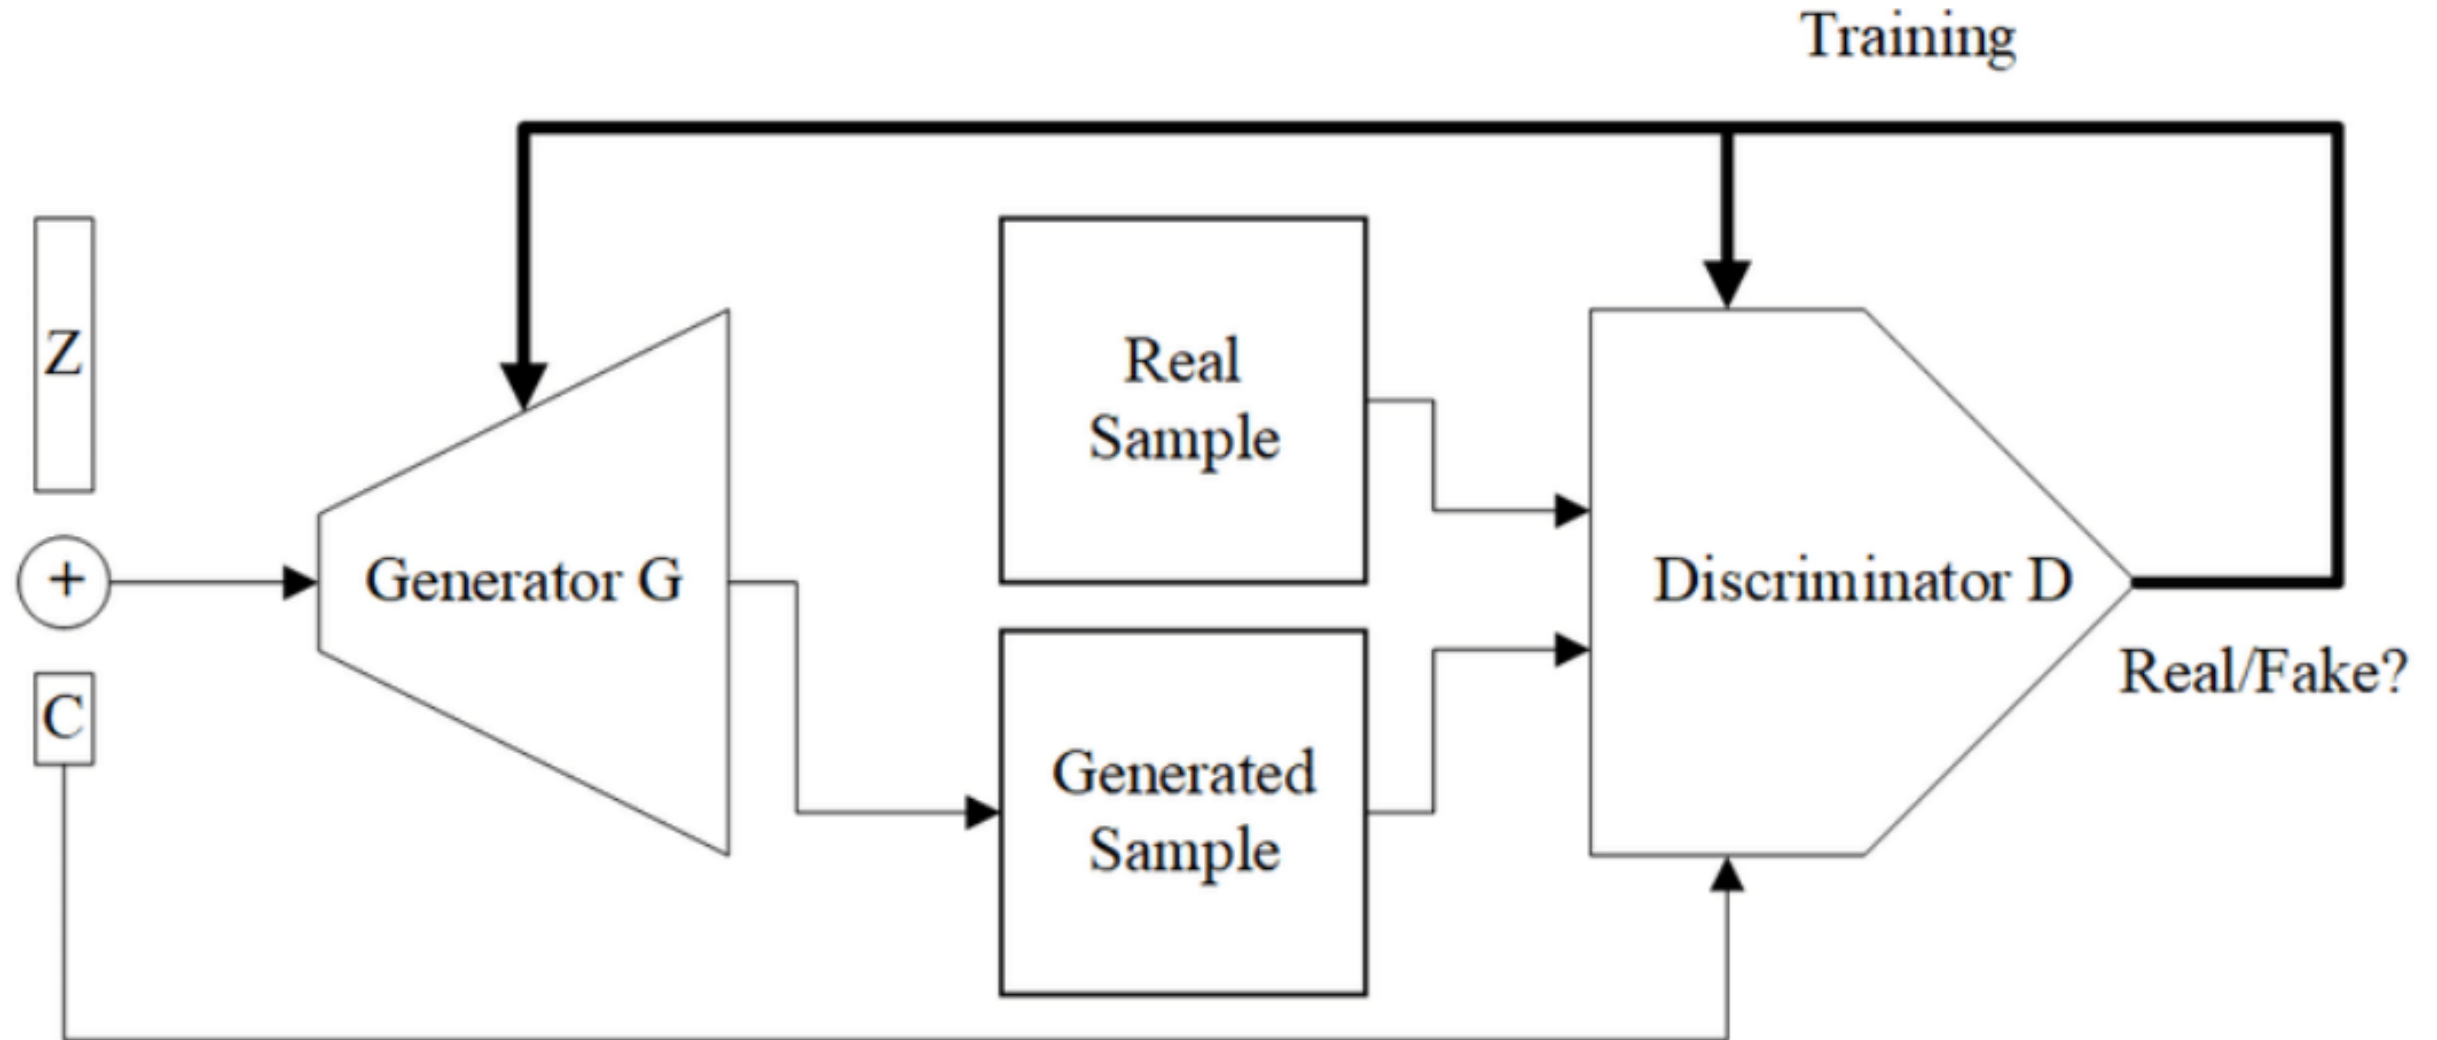 Training
Z
+
C
Generator G
Real
Sample
Generated
Sample
Discriminator D
Real/Fake?